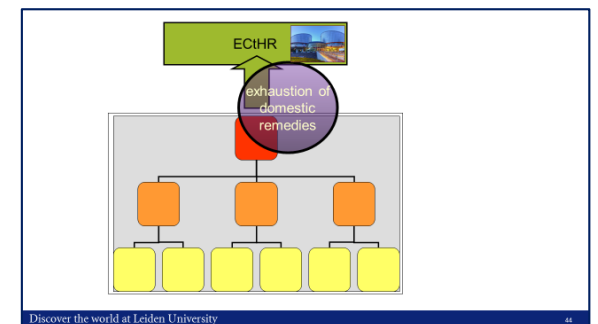 ECtHR
exhaustion of
domestic
remedies
Discover the world at Leiden University
44